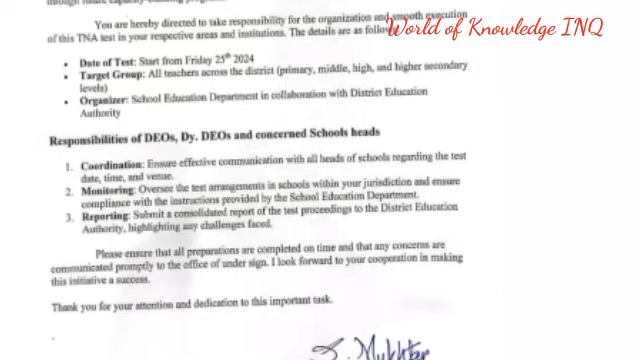 through future capacity-building
You are hereby directed to take responsibility for the organization and smooth execution
of this TNA test in your respective areas and institutions. The details are as follow
World of Knowledge INQ
• Date of Test: Start from Friday 25th 2024
• Target Group: All teachers across the district (primary, middle, high, and higher secondary
levels)
• Organizer: School Education Department in collaboration with District Education
Authority
Responsibilities of DEOs, Dy. DEOs and concerned Schools heads
1. Coordination: Ensure effective communication with all heads of schools regarding the test
date, time, and venue.
2. Monitoring: Oversee the test arrangements in schools within your jurisdiction and ensure
compliance with the instructions provided by the School Education Department.
3. Reporting: Submit a consolidated report of the test proceedings to the District Education
Authority, highlighting any challenges faced.
Please ensure that all preparations are completed on time and that any concerns are
communicated promptly to the office of under sign. I look forward to your cooperation in making
this initiative a success.
Thank you for your attention and dedication to this important task.
Mukhtar